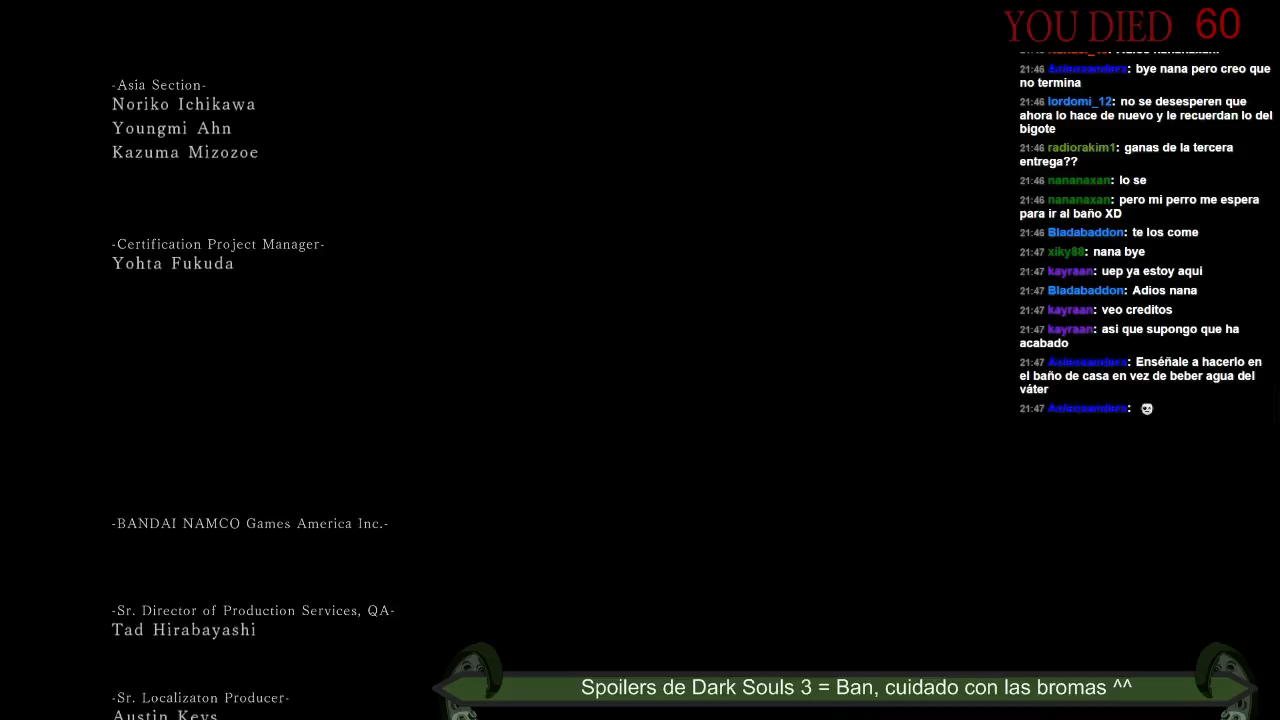 YOU DIED 60
-Asia Section-
Noriko Ichikawa
Youngmi Ahn
Kazuma Mizozoe
-Certification Project Manager-
Yohta Fukuda
-BANDAI NAMCO Games America Inc.-
-Sr. Director of Production Services, QA-
Tad Hirabayashi
-Sr. Localizaton Producer-
Austin Keys
21:46 : bye nana pero creo que
no termina
21:46 lordomi_12: no se desesperen que
ahora lo hace de nuevo y le recuerdan lo del
bigote
21:46 radiorakim1: ganas de la tercera
entrega??
21:46 nananaxan: lo se
21:46 nananaxan: pero mi perro me espera
para ir al baño XD
21:46 Bladabaddon: te los come
21:47 xiky88: nana bye
21:47 kayraan: uep ya estoy aqui
21:47 Bladabaddon: Adios nana
21:47 kayraan: veo creditos
21:47 kayraan: asi que supongo que ha
acabado
21:47 : Enséñale a hacerlo en
el baño de casa en vez de beber agua del
váter
21:47 :
Spoilers de Dark Souls 3 = Ban, cuidado con las bromas ^^